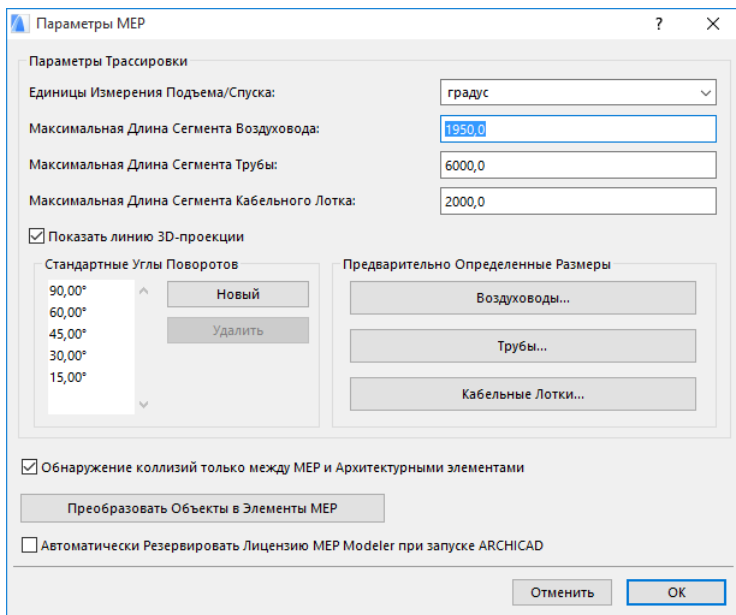 Параметры MEP
?
Параметры Трассировки
Единицы Измерения Подъема/Спуска:
градус
Максимальная Длина Сегмента Воздуховода:
1950,0
Максимальная Длина Сегмента Трубы:
6000,0
Максимальная Длина Сегмента Кабельного Лотка:
2000,0
Показать линию 3D-проекции
Стандартные Углы Поворотов
90,00°
60,00°
45,00°
30,00°
15,00°
Новый
Удалить
Предварительно Определенные Размеры
Воздуховоды...
Трубы...
Кабельные Лотки...
Обнаружение коллизий только между MEP и Архитектурными элементами
Преобразовать Объекты в Элементы MEP
Автоматически Резервировать Лицензию MEP Modeler при запуске ARCHICAD
Отменить
OK